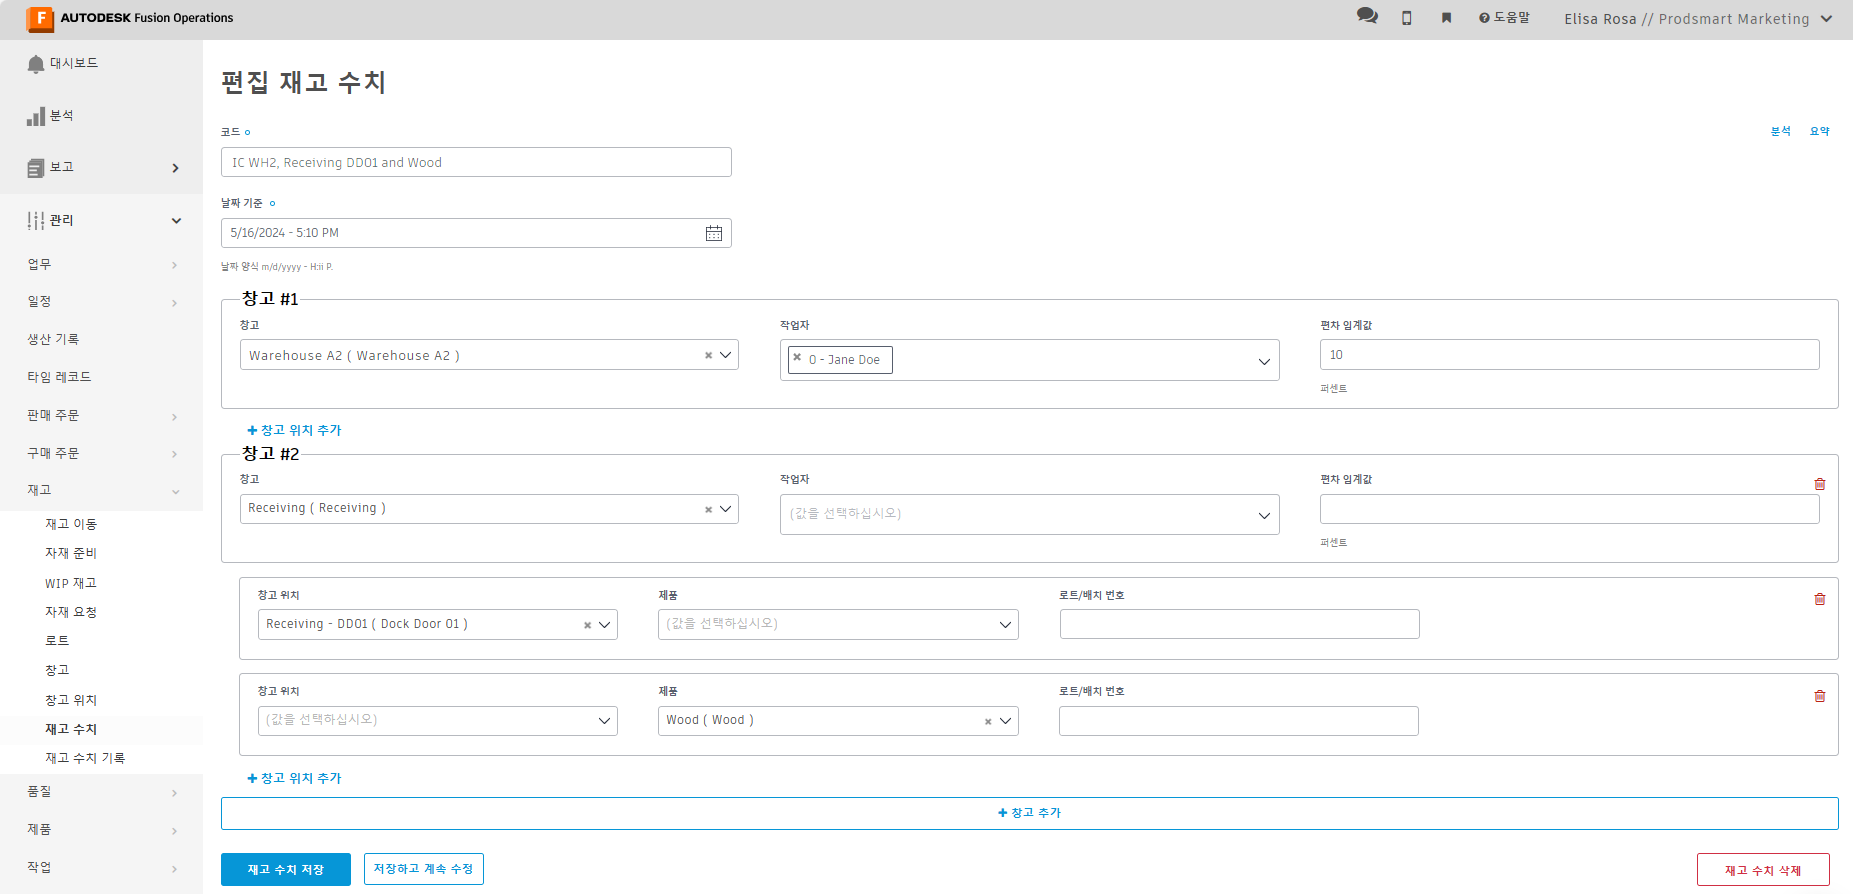 AUTODESK Fusion Operations
도움말
Elisa Rosa // Prodsmart Marketing
대시보드
분석
보고
관리
업무
일정
생산 기록
타임 레코드
판매 주문
구매 주문
재고
재고 이동
자재 준비
WIP 재고
자재 요청
로트
창고
창고 위치
재고 수치
재고 수치 기록
품질
제품
작업
편집 재고 수치
분석 요약
코드
IC WH2, Receiving DD01 and Wood
날짜 기준
5/16/2024 - 5:10 PM
날짜 양식 m/d/yyyy - H:ii P.
창고 #1
창고 작업자 편차 임계값
Warehouse A2 ( Warehouse A2 ) × 0 - Jane Doe 10
퍼센트
+ 창고 위치 추가
창고 #2
창고 작업자 편차 임계값
Receiving ( Receiving ) × (값을 선택하십시오)
퍼센트
창고 위치 제품 로트/배치 번호
Receiving - DD01 ( Dock Door 01 ) × (값을 선택하십시오)
창고 위치 제품 로트/배치 번호
(값을 선택하십시오) Wood ( Wood ) ×
+ 창고 위치 추가
+ 창고 추가
재고 수치 저장 저장하고 계속 수정 재고 수치 삭제